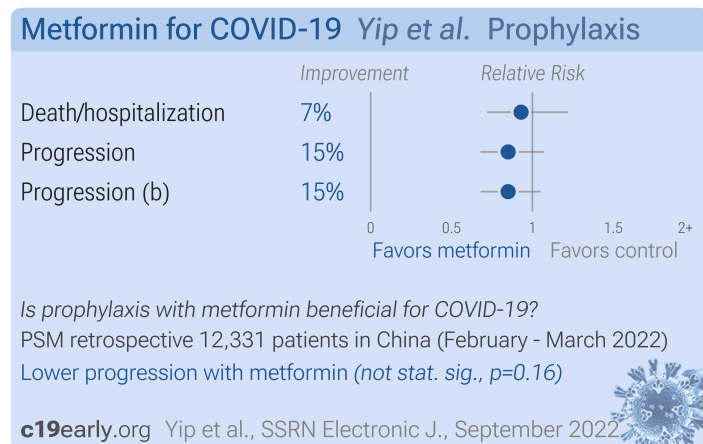 Metformin for COVID-19 Yip et al. Prophylaxis
Improvement Relative Risk
Death/hospitalization 7%
Progression 15%
Progression (b) 15%
0 0.5 1 1.5 2+
Favors metformin Favors control
Is prophylaxis with metformin beneficial for COVID-19?
PSM retrospective 12,331 patients in China (February - March 2022)
Lower progression with metformin (not stat. sig., p=0.16)
c19early.org Yip et al., SSRN Electronic J., September 2022